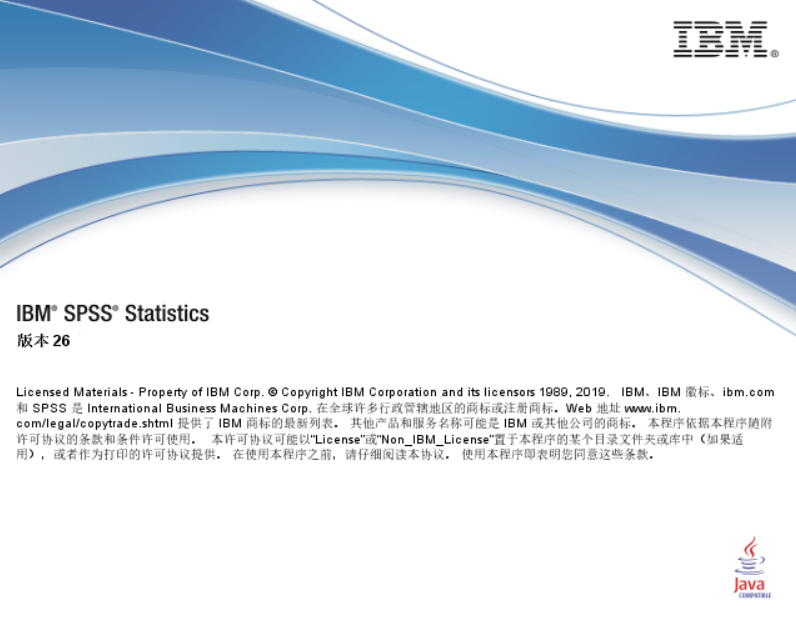 IBM®
IBM® SPSS® Statistics
版本 26
Licensed Materials - Property of IBM Corp. © Copyright IBM Corporation and its licensors 1989, 2019. IBM、IBM 徽标、ibm.com
和 SPSS 是 International Business Machines Corp. 在全球许多行政管辖地区的商标或注册商标。Web 地址 www.ibm.
com/legal/copytrade.shtml 提供了 IBM 商标的最新列表。 其他产品和服务名称可能是 IBM 或其他公司的商标。 本程序依据本程序随附
许可协议的条款和条件许可使用。 本许可协议可能以"License"或"Non_IBM_License"置于本程序的某个目录文件夹或库中（如果适
用），或者作为打印的许可协议提供。 在使用本程序之前，请仔细阅读本协议。 使用本程序即表明您同意这些条款。
Java
COMPATIBLE